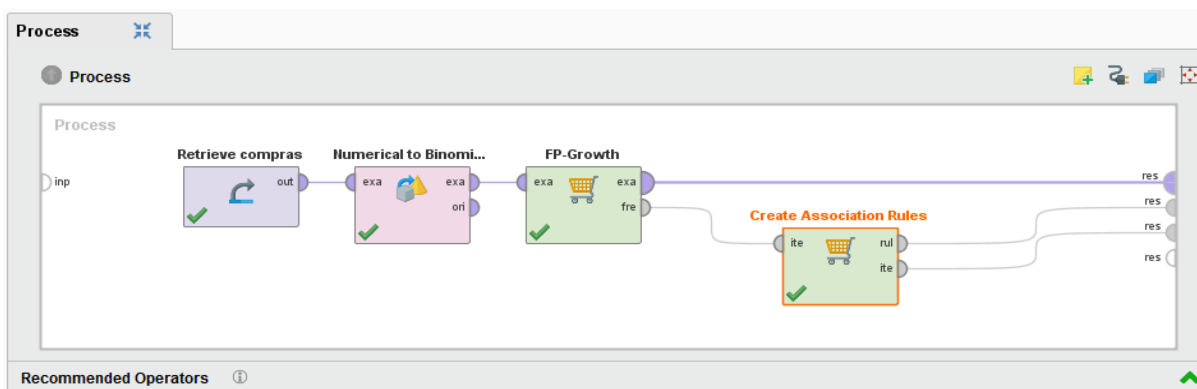 Process
Process
Process
Retrieve compras
Numerical to Binomi...
FP-Growth
inp
out
exa
exa
ori
exa
exa
fre
res
res
res
res
Create Association Rules
ite
rul
ite
Recommended Operators